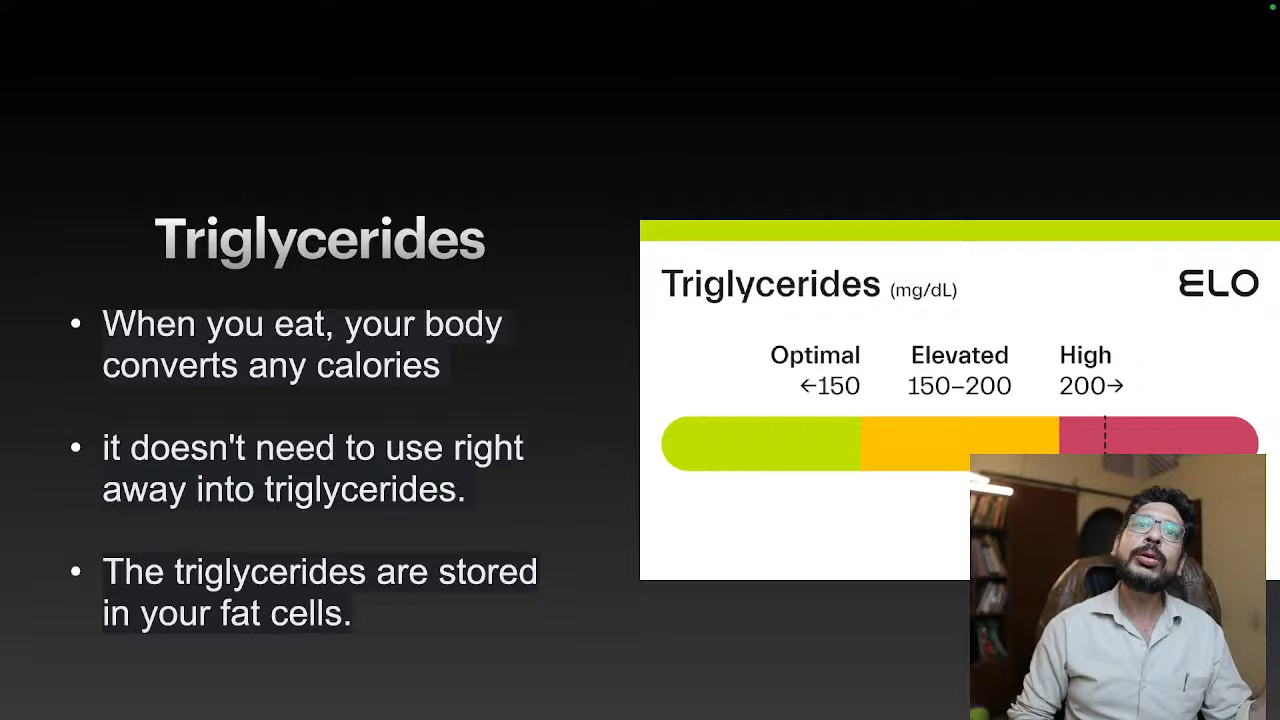 Triglycerides
• When you eat, your body
converts any calories
• it doesn't need to use right
away into triglycerides.
• The triglycerides are stored
in your fat cells.
Triglycerides (mg/dL)
ELO
Optimal
←150
Elevated
150–200
High
200→